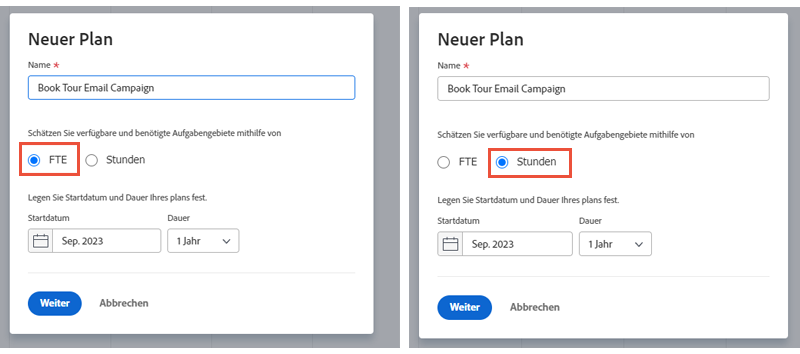 Neuer Plan
Name *
Book Tour Email Campaign
Schätzen Sie verfügbare und benötigte Aufgabengebiete mithilfe von
FTE Stunden
Legen Sie Startdatum und Dauer Ihres plans fest.
Startdatum Dauer
Sep. 2023 1 Jahr
Weiter Abbrechen
Neuer Plan
Name *
Book Tour Email Campaign
Schätzen Sie verfügbare und benötigte Aufgabengebiete mithilfe von
FTE Stunden
Legen Sie Startdatum und Dauer Ihres plans fest.
Startdatum Dauer
Sep. 2023 1 Jahr
Weiter Abbrechen